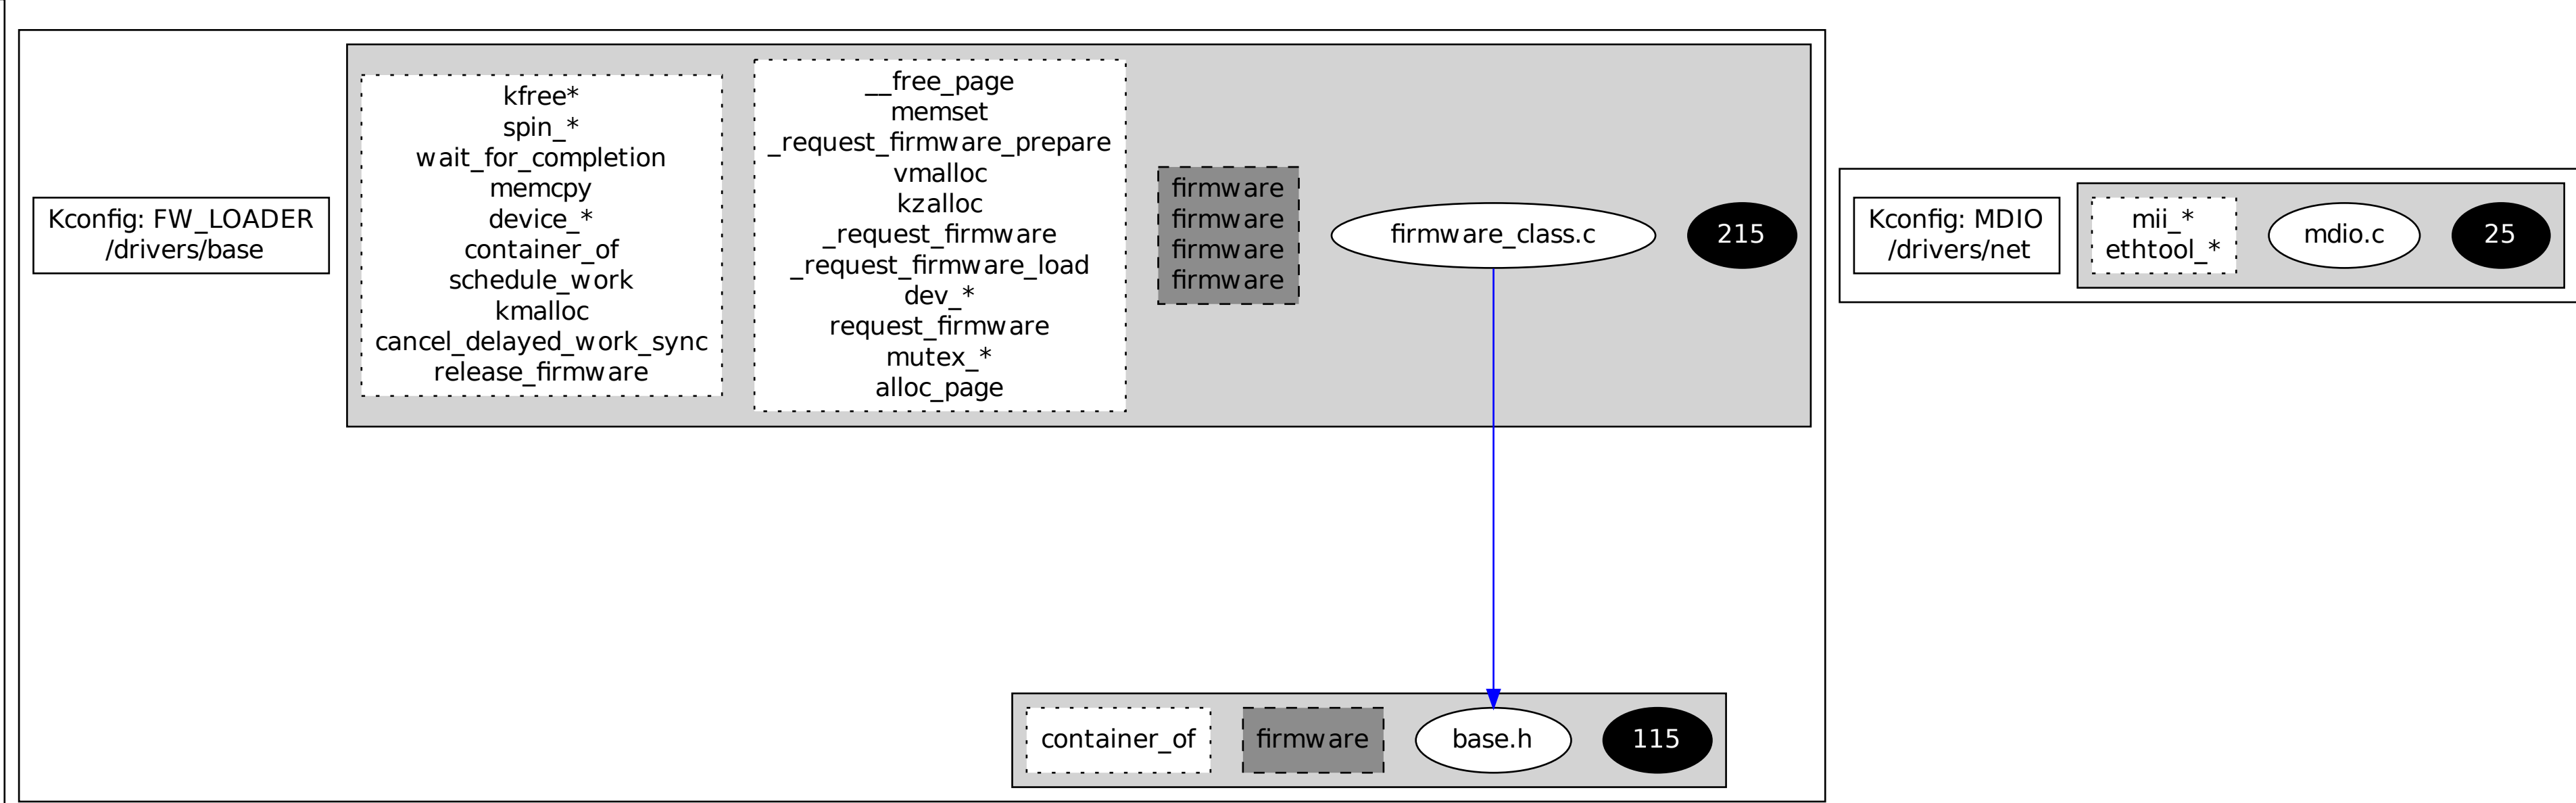 Kconfig: FW_LOADER
/drivers/base
kfree*
spin_*
wait_for_completion
memcpy
device_*
container_of
schedule_work
kmalloc
cancel_delayed_work_sync
release_firmware
__free_page
memset
_request_firmware_prepare
vmalloc
kzalloc
_request_firmware
_request_firmware_load
dev_*
request_firmware
mutex_*
alloc_page
firmware
firmware
firmware
firmware
firmware_class.c
215
Kconfig: MDIO
/drivers/net
mii_*
ethtool_*
mdio.c
25
container_of
firmware
base.h
115